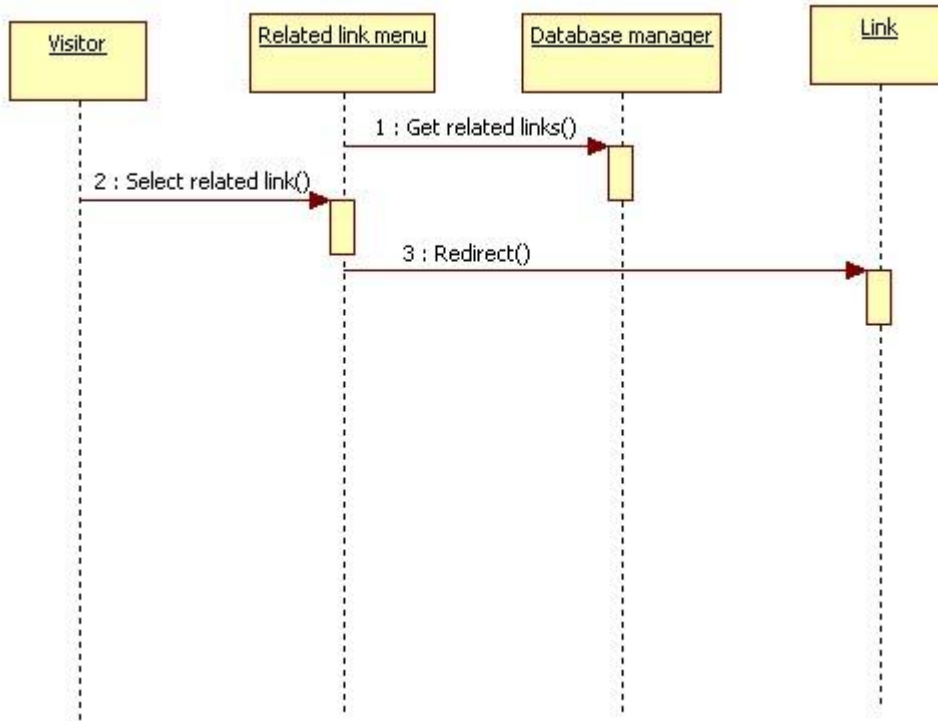 Visitor
Related link menu
Database manager
Link
1 : Get related links()
2 : Select related link()
3 : Redirect()